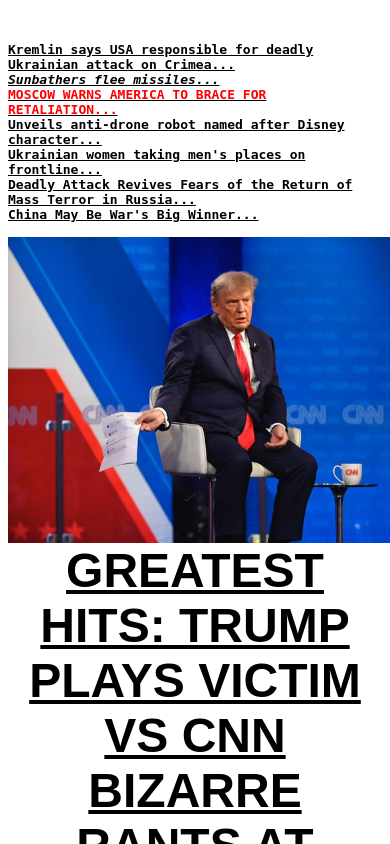 Kremlin says USA responsible for deadly
Ukrainian attack on Crimea...
Sunbathers flee missiles...
MOSCOW WARNS AMERICA TO BRACE FOR
RETALIATION...
Unveils anti-drone robot named after Disney
character...
Ukrainian women taking men's places on
frontline...
Deadly Attack Revives Fears of the Return of
Mass Terror in Russia...
China May Be War's Big Winner...
CNN
CNN
CNN
CNN
CNN
GREATEST
HITS: TRUMP
PLAYS VICTIM
VS CNN
BIZARRE
RANTS AT